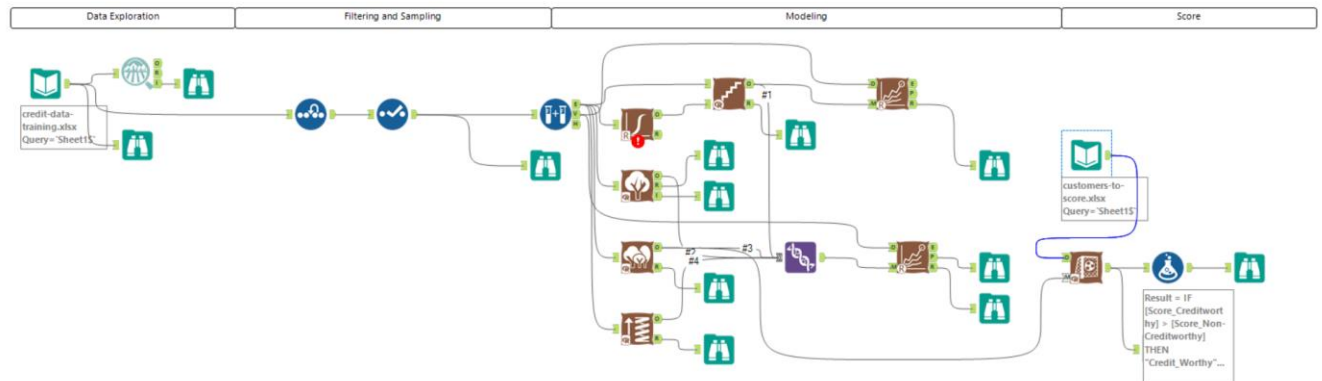 Data Exploration
Filtering and Sampling
Modeling
Score
credit-data-
training.xlsx
Query=`Sheet1$`
#1
#2
#3
#4
customers-to-
score.xlsx
Query=`Sheet1$`
Result = IF
[Score_Creditwort
hy] > [Score_Non-
Creditworthy]
THEN
"Credit_Worthy"...